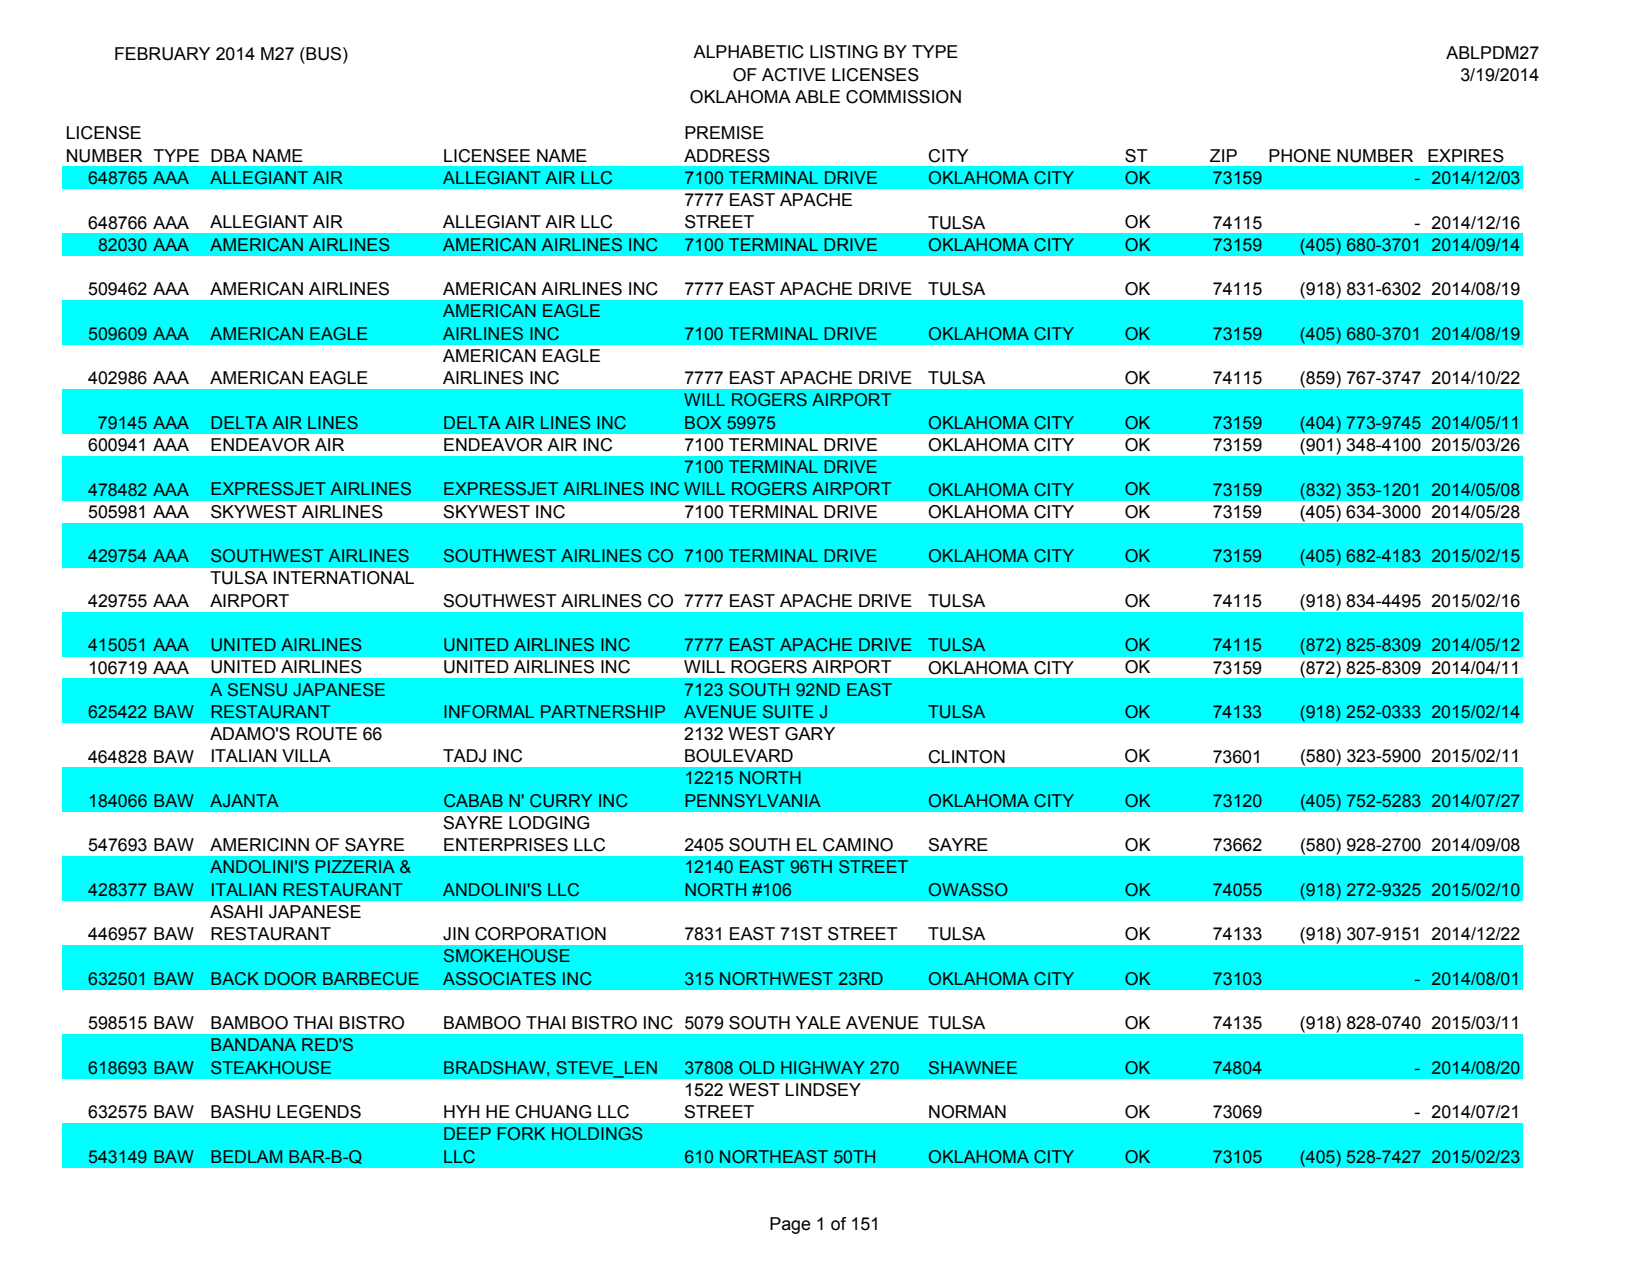 FEBRUARY 2014 M27 (BUS) ALPHABETIC LISTING BY TYPE ABLPDM27
OF ACTIVE LICENSES 3/19/2014
OKLAHOMA ABLE COMMISSION
LICENSE PREMISE
NUMBER TYPE DBA NAME LICENSEE NAME ADDRESS CITY ST ZIP PHONE NUMBER EXPIRES
648765 AAA ALLEGIANT AIR ALLEGIANT AIR LLC 7100 TERMINAL DRIVE OKLAHOMA CITY OK 73159 - 2014/12/03
7777 EAST APACHE
648766 AAA ALLEGIANT AIR ALLEGIANT AIR LLC STREET TULSA OK 74115 - 2014/12/16
82030 AAA AMERICAN AIRLINES AMERICAN AIRLINES INC 7100 TERMINAL DRIVE OKLAHOMA CITY OK 73159 (405) 680-3701 2014/09/14
509462 AAA AMERICAN AIRLINES AMERICAN AIRLINES INC 7777 EAST APACHE DRIVE TULSA OK 74115 (918) 831-6302 2014/08/19
AMERICAN EAGLE
509609 AAA AMERICAN EAGLE AIRLINES INC 7100 TERMINAL DRIVE OKLAHOMA CITY OK 73159 (405) 680-3701 2014/08/19
AMERICAN EAGLE
402986 AAA AMERICAN EAGLE AIRLINES INC 7777 EAST APACHE DRIVE TULSA OK 74115 (859) 767-3747 2014/10/22
WILL ROGERS AIRPORT
79145 AAA DELTA AIR LINES DELTA AIR LINES INC BOX 59975 OKLAHOMA CITY OK 73159 (404) 773-9745 2014/05/11
600941 AAA ENDEAVOR AIR ENDEAVOR AIR INC 7100 TERMINAL DRIVE OKLAHOMA CITY OK 73159 (901) 348-4100 2015/03/26
7100 TERMINAL DRIVE
478482 AAA EXPRESSJET AIRLINES EXPRESSJET AIRLINES INC WILL ROGERS AIRPORT OKLAHOMA CITY OK 73159 (832) 353-1201 2014/05/08
505981 AAA SKYWEST AIRLINES SKYWEST INC 7100 TERMINAL DRIVE OKLAHOMA CITY OK 73159 (405) 634-3000 2014/05/28
429754 AAA SOUTHWEST AIRLINES SOUTHWEST AIRLINES CO 7100 TERMINAL DRIVE OKLAHOMA CITY OK 73159 (405) 682-4183 2015/02/15
TULSA INTERNATIONAL
429755 AAA AIRPORT SOUTHWEST AIRLINES CO 7777 EAST APACHE DRIVE TULSA OK 74115 (918) 834-4495 2015/02/16
415051 AAA UNITED AIRLINES UNITED AIRLINES INC 7777 EAST APACHE DRIVE TULSA OK 74115 (872) 825-8309 2014/05/12
106719 AAA UNITED AIRLINES UNITED AIRLINES INC WILL ROGERS AIRPORT OKLAHOMA CITY OK 73159 (872) 825-8309 2014/04/11
A SENSU JAPANESE 7123 SOUTH 92ND EAST
625422 BAW RESTAURANT INFORMAL PARTNERSHIP AVENUE SUITE J TULSA OK 74133 (918) 252-0333 2015/02/14
ADAMO'S ROUTE 66 2132 WEST GARY
464828 BAW ITALIAN VILLA TADJ INC BOULEVARD CLINTON OK 73601 (580) 323-5900 2015/02/11
12215 NORTH
184066 BAW AJANTA CABAB N' CURRY INC PENNSYLVANIA OKLAHOMA CITY OK 73120 (405) 752-5283 2014/07/27
SAYRE LODGING
547693 BAW AMERICINN OF SAYRE ENTERPRISES LLC 2405 SOUTH EL CAMINO SAYRE OK 73662 (580) 928-2700 2014/09/08
ANDOLINI'S PIZZERIA & 12140 EAST 96TH STREET
428377 BAW ITALIAN RESTAURANT ANDOLINI'S LLC NORTH #106 OWASSO OK 74055 (918) 272-9325 2015/02/10
ASAHI JAPANESE
446957 BAW RESTAURANT JIN CORPORATION 7831 EAST 71ST STREET TULSA OK 74133 (918) 307-9151 2014/12/22
SMOKEHOUSE
632501 BAW BACK DOOR BARBECUE ASSOCIATES INC 315 NORTHWEST 23RD OKLAHOMA CITY OK 73103 - 2014/08/01
598515 BAW BAMBOO THAI BISTRO BAMBOO THAI BISTRO INC 5079 SOUTH YALE AVENUE TULSA OK 74135 (918) 828-0740 2015/03/11
BANDANA RED'S
618693 BAW STEAKHOUSE BRADSHAW, STEVE_LEN 37808 OLD HIGHWAY 270 SHAWNEE OK 74804 - 2014/08/20
1522 WEST LINDSEY
632575 BAW BASHU LEGENDS HYH HE CHUANG LLC STREET NORMAN OK 73069 - 2014/07/21
DEEP FORK HOLDINGS
543149 BAW BEDLAM BAR-B-Q LLC 610 NORTHEAST 50TH OKLAHOMA CITY OK 73105 (405) 528-7427 2015/02/23
Page 1 of 151